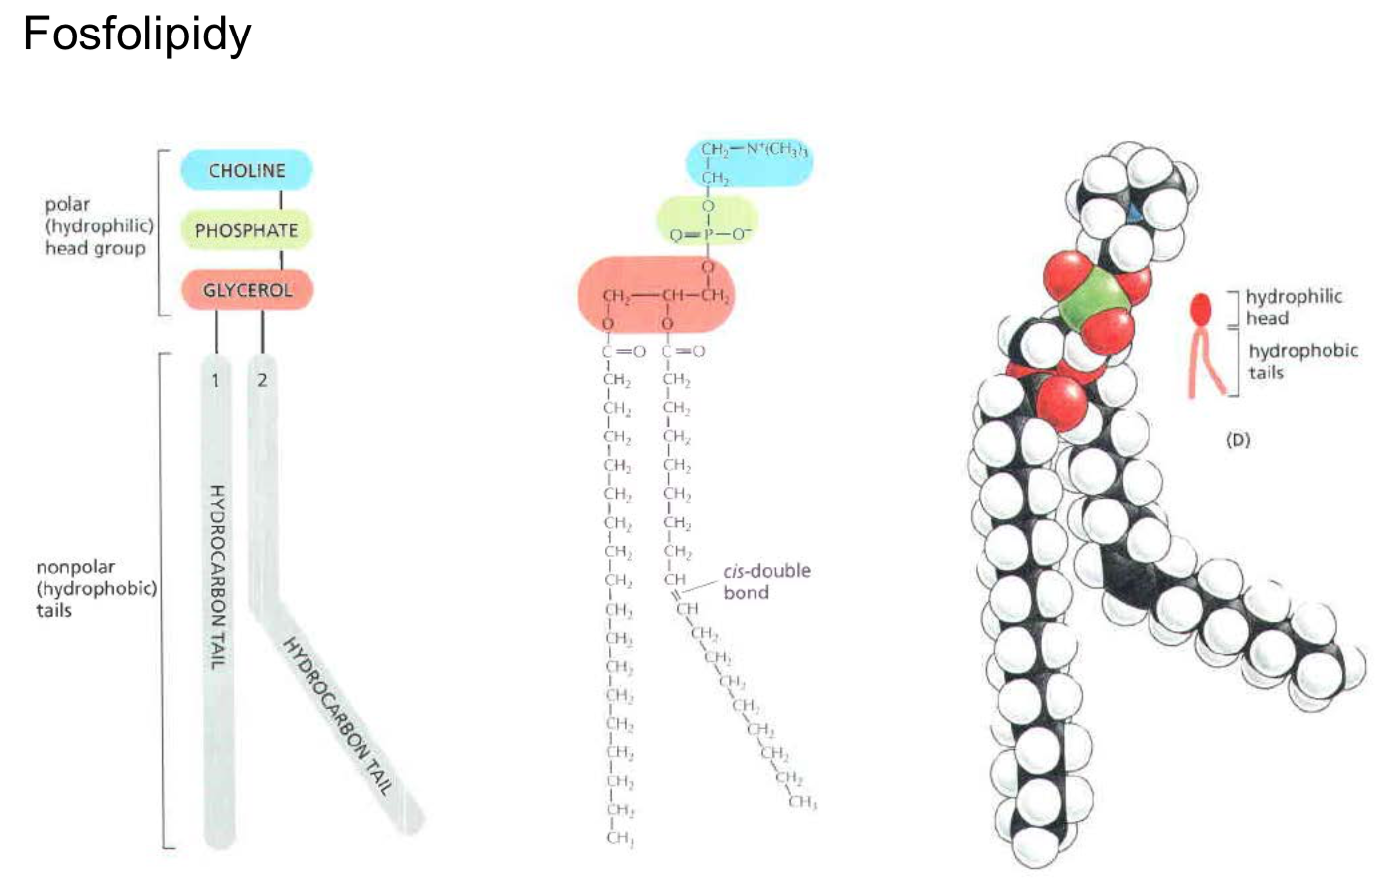 Fosfolipidy
polar
(hydrophilic)
head group
CHOLINE
PHOSPHATE
GLYCEROL
nonpolar
(hydrophobic)
tails
1
2
HYDROCARBON TAIL
HYDROCARBON TAIL
CH₂—N⁺(CH₃)₃
CH₂
O
O=P—O⁻
O
CH₂—CH—CH₂
O O
C=O C=O
CH₂ CH₂
CH₂ CH₂
CH₂ CH₂
CH₂ CH₂
CH₂ CH₂
CH₂ CH₂
CH₂ CH₂
CH₂ CH
CH₂ CH
CH₂ CH₂
CH₂ CH₂
CH₂ CH₂
CH₂ CH₂
CH₂ CH₂
CH₂ CH₂
CH₂ CH₂
CH₃ CH₃
cis-double
bond
hydrophilic
head
hydrophobic
tails
(D)